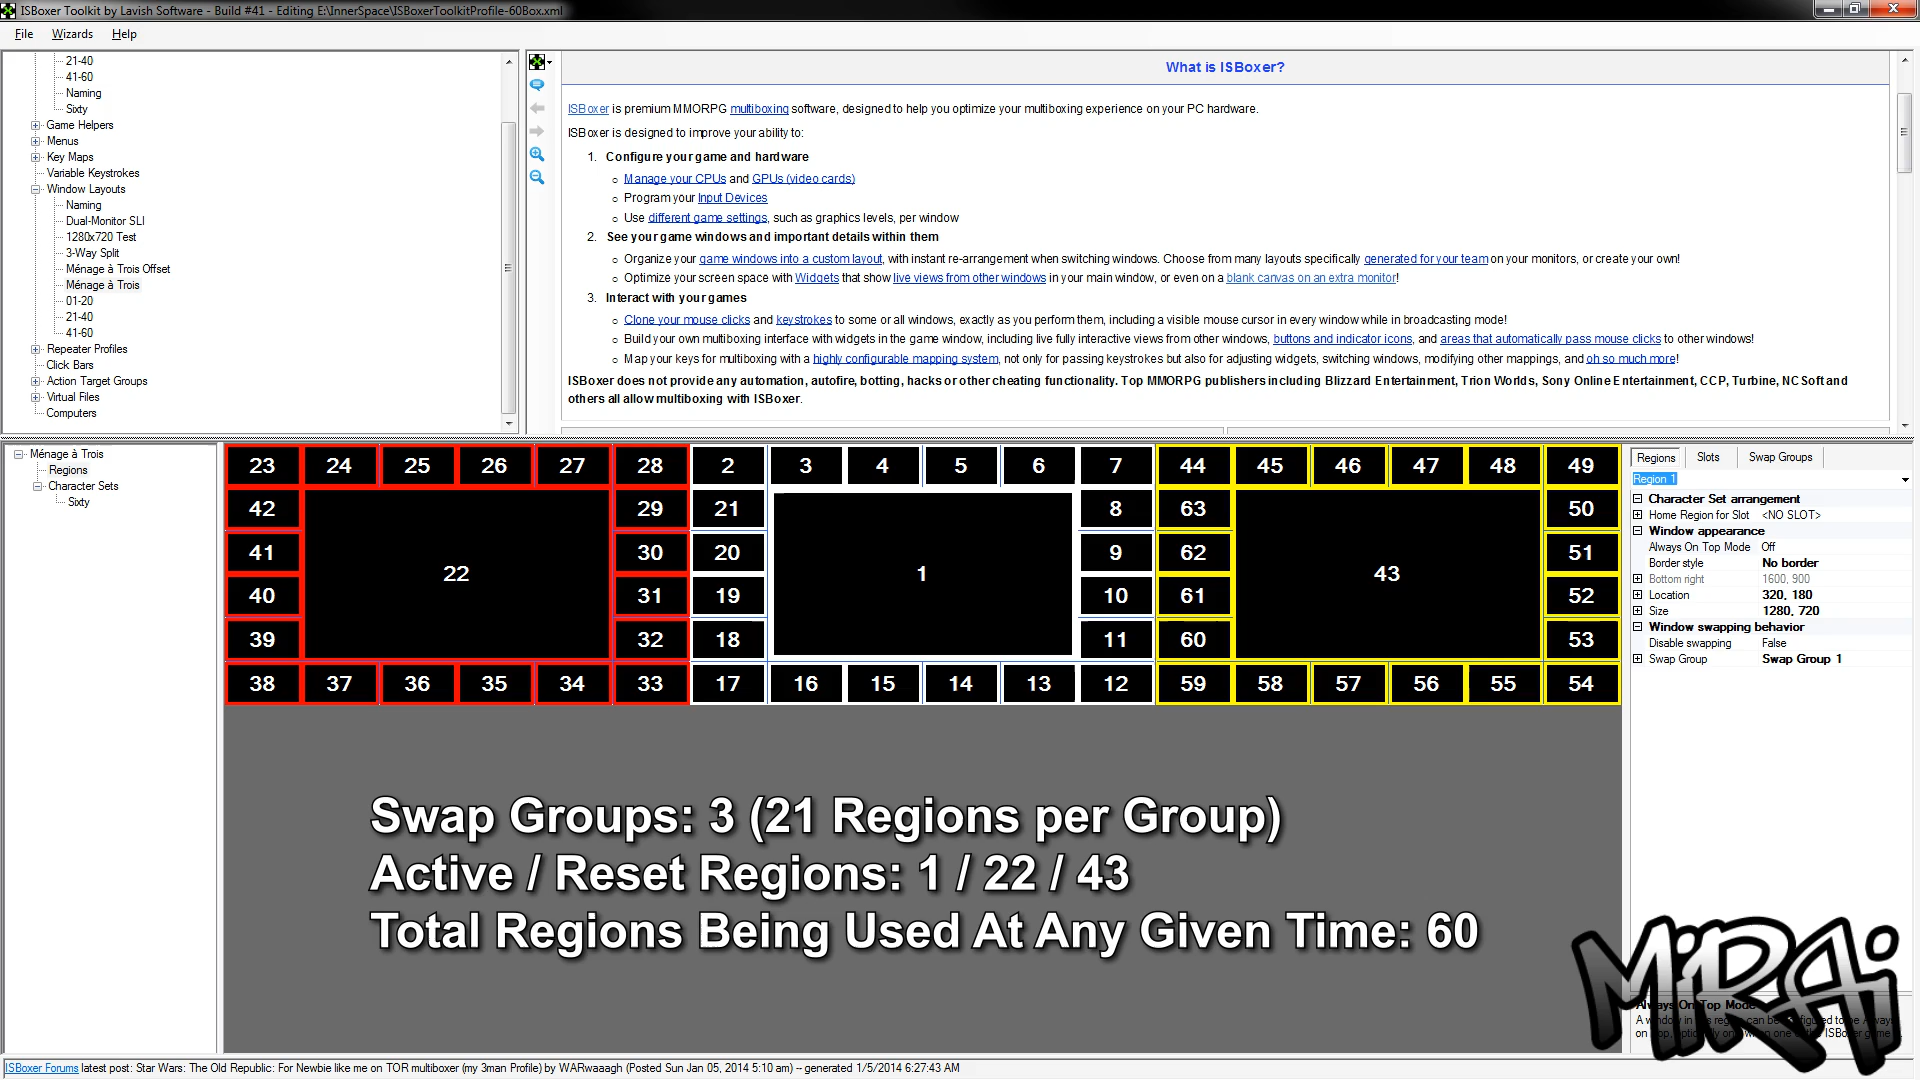 ISBoxer Toolkit by Lavish Software - Build #41 - Editing E:\InnerSpace\ISBoxerToolkitProfile-60Box.xml
File Wizards Help
21-40
41-60
Naming
Sixty
Game Helpers
Menus
Key Maps
Variable Keystrokes
Window Layouts
Naming
Dual-Monitor SLI
1280x720 Test
3-Way Split
Ménage à Trois Offset
Ménage à Trois
01-20
21-40
41-60
Repeater Profiles
Click Bars
Action Target Groups
Virtual Files
Computers
What is ISBoxer?
ISBoxer is premium MMORPG multiboxing software, designed to help you optimize your multiboxing experience on your PC hardware.
ISBoxer is designed to improve your ability to:
1. Configure your game and hardware
Manage your CPUs and GPUs (video cards)
Program your Input Devices
Use different game settings, such as graphics levels, per window
2. See your game windows and important details within them
Organize your game windows into a custom layout, with instant re-arrangement when switching windows. Choose from many layouts specifically generated for your team on your monitors, or create your own!
Optimize your screen space with Widgets that show live views from other windows in your main window, or even on a blank canvas on an extra monitor!
3. Interact with your games
Clone your mouse clicks and keystrokes to some or all windows, exactly as you perform them, including a visible mouse cursor in every window while in broadcasting mode!
Build your own multiboxing interface with widgets in the game window, including live fully interactive views from other windows, buttons and indicator icons, and areas that automatically pass mouse clicks to other windows!
Map your keys for multiboxing with a highly configurable mapping system, not only for passing keystrokes but also for adjusting widgets, switching windows, modifying other mappings, and oh so much more!
ISBoxer does not provide any automation, autofire, botting, hacks or other cheating functionality. Top MMORPG publishers including Blizzard Entertainment, Trion Worlds, Sony Online Entertainment, CCP, Turbine, NCSoft and
others all allow multiboxing with ISBoxer.
Ménage à Trois
Regions
Character Sets
Sixty
23 24 25 26 27 28 2 3 4 5 6 7 44 45 46 47 48 49
42 29 21 8 63 50
41 30 20 9 62 51
22 1 43
40 31 19 10 61 52
39 32 18 11 60 53
38 37 36 35 34 33 17 16 15 14 13 12 59 58 57 56 55 54
Swap Groups: 3 (21 Regions per Group)
Active / Reset Regions: 1 / 22 / 43
Total Regions Being Used At Any Given Time: 60
Regions Slots Swap Groups
Region 1
Character Set arrangement
Home Region for Slot <NO SLOT>
Window appearance
Always On Top Mode Off
Border style No border
Bottom right 1600, 900
Location 320, 180
Size 1280, 720
Window swapping behavior
Disable swapping False
Swap Group Swap Group 1
MiRAi
Always On Top Mode
ISBoxer Forums latest post: Star Wars: The Old Republic: For Newbie like me on TOR multiboxer (my 3man Profile) by WARwaaagh (Posted Sun Jan 05, 2014 5:10 am) -- generated 1/5/2014 6:27:43 AM